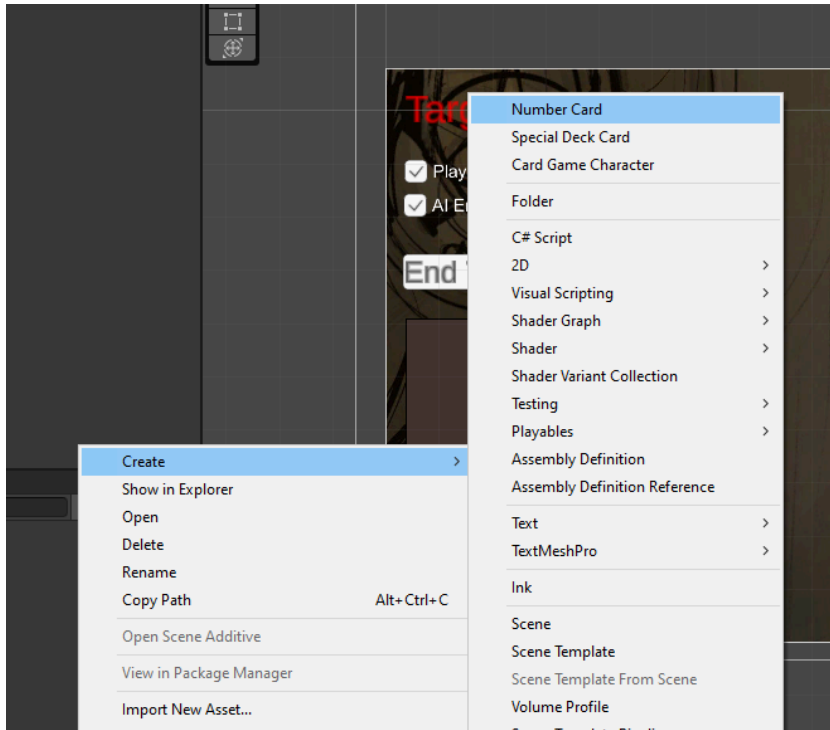 Targ
Play
AI E
End
Number Card
Special Deck Card
Card Game Character
Folder
C# Script
2D
Visual Scripting
Shader Graph
Shader
Shader Variant Collection
Testing
Playables
Assembly Definition
Assembly Definition Reference
Text
TextMeshPro
Ink
Scene
Scene Template
Scene Template From Scene
Volume Profile
Create
Show in Explorer
Open
Delete
Rename
Copy Path Alt+Ctrl+C
Open Scene Additive
View in Package Manager
Import New Asset...